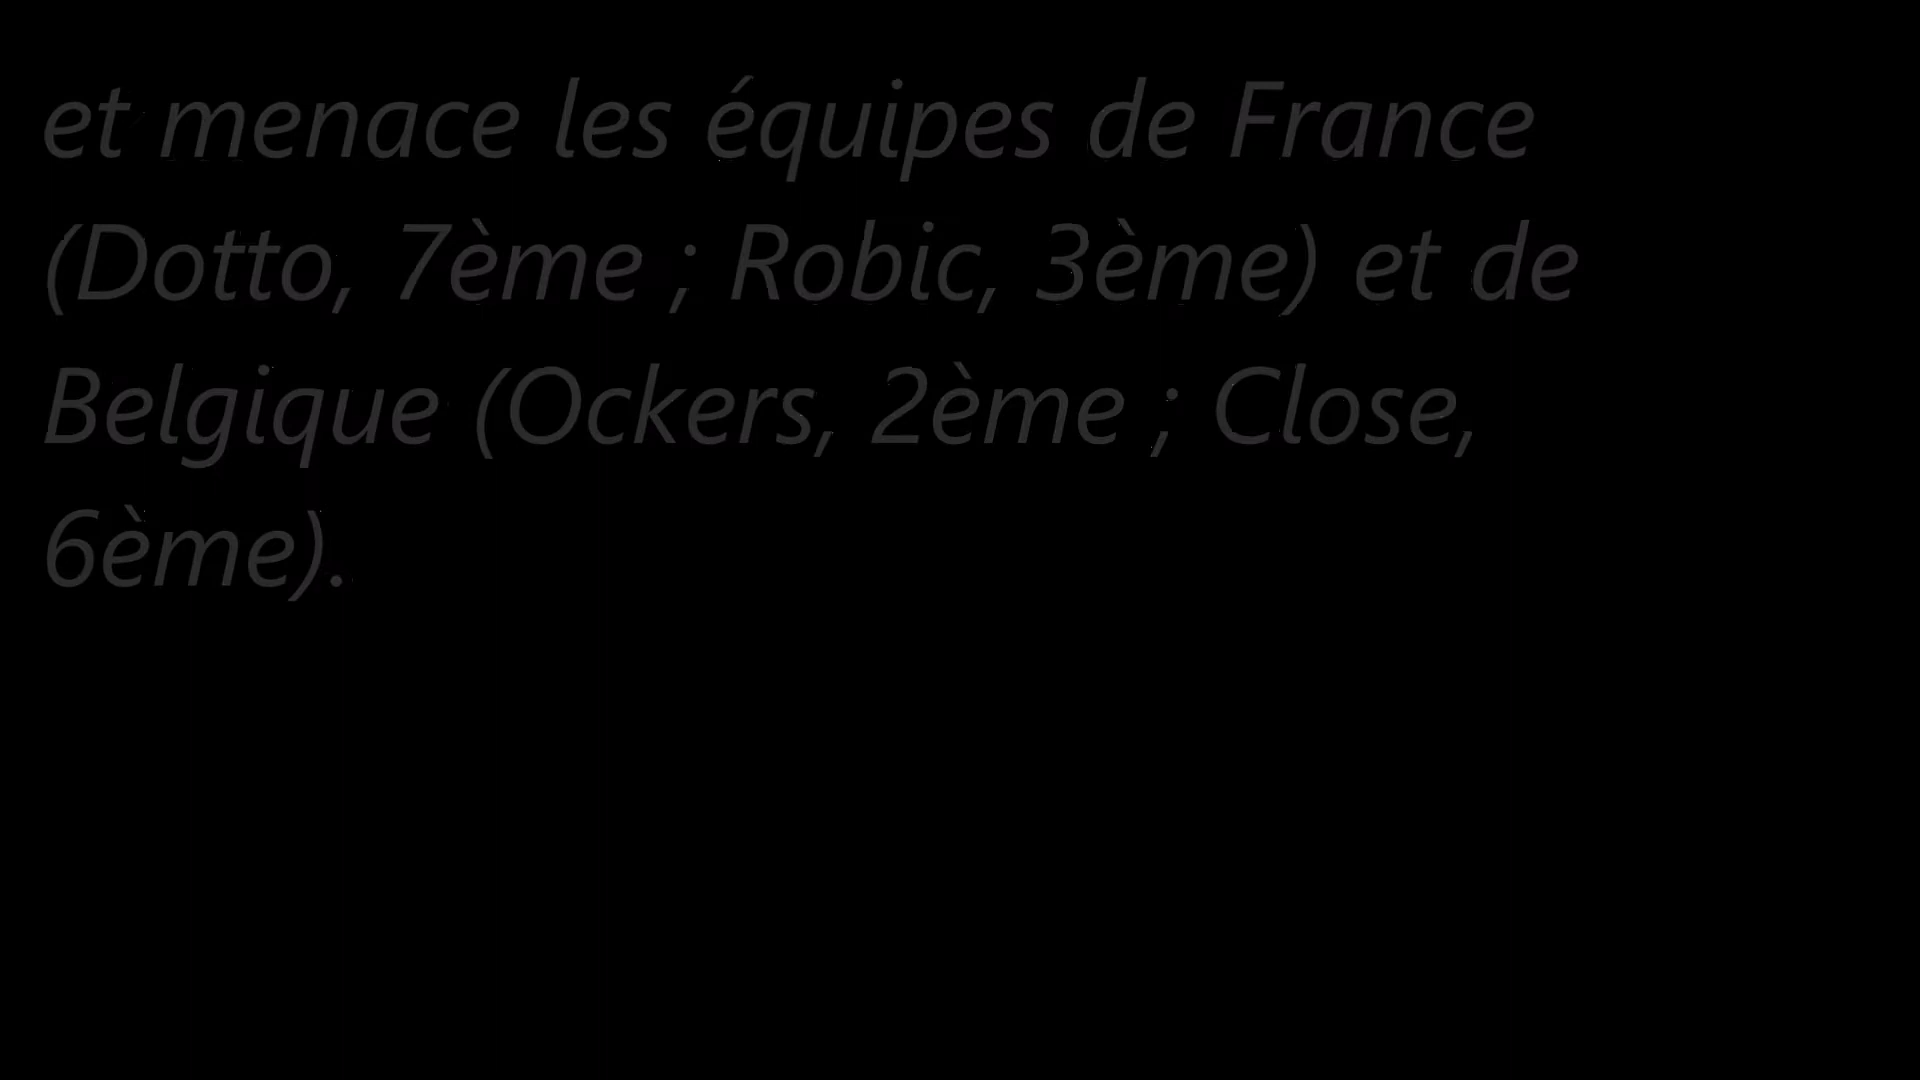 et menace les équipes de France
(Dotto, 7ème ; Robic, 3ème) et de
Belgique (Ockers, 2ème ; Close,
6ème).